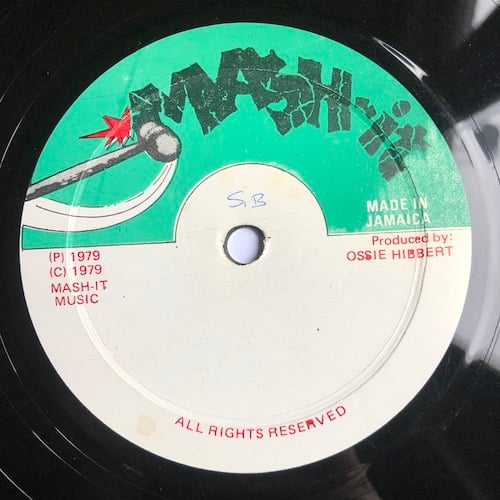 MASH-it
S, B
MADE IN
JAMAICA
(P) 1979
(C) 1979
MASH-IT
MUSIC
Produced by:
OSSIE HIBBERT
ALL RIGHTS RESERVED